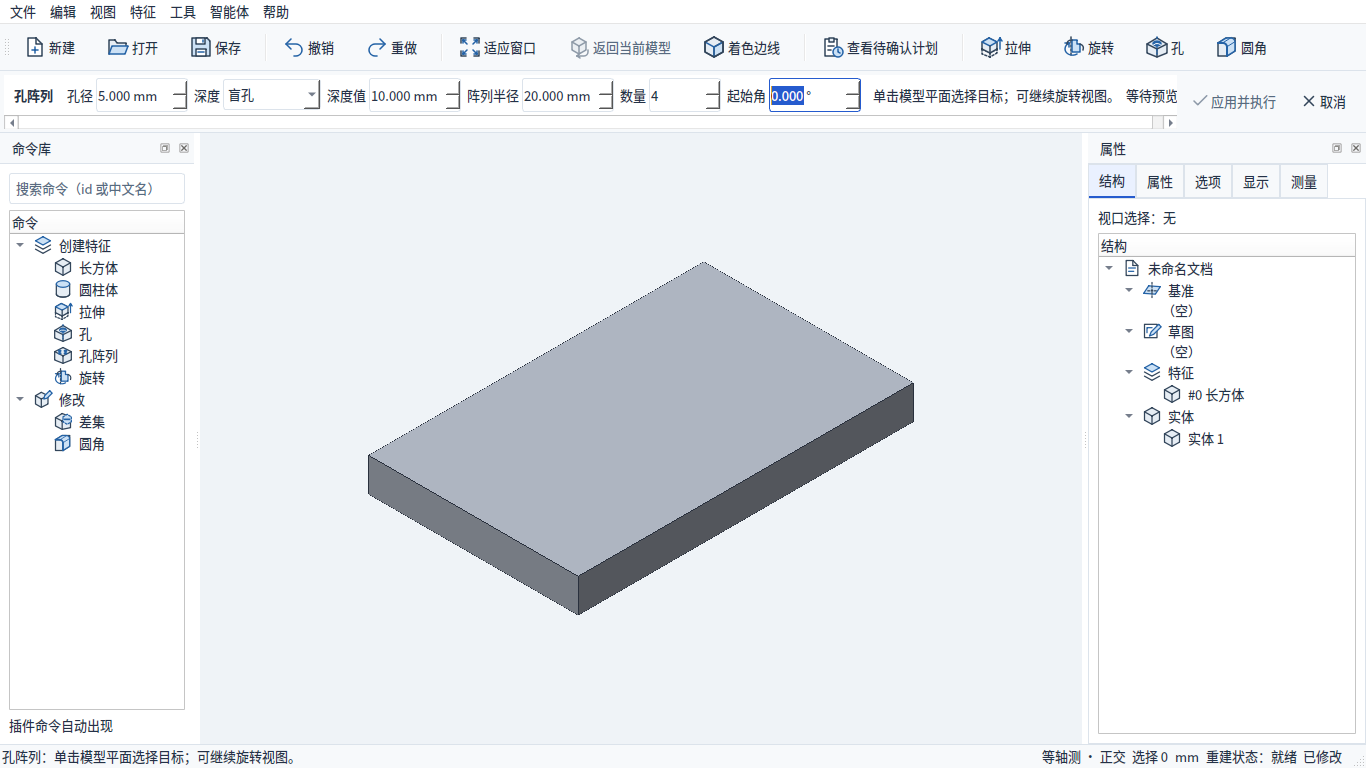 文件 编辑 视图 特征 工具 智能体 帮助
新建 打开 保存 撤销 重做 适应窗口 返回当前模型 着色边线 查看待确认计划 拉伸 旋转 孔 圆角
孔阵列 孔径 5.000 mm 深度 盲孔 深度值 10.000 mm 阵列半径 20.000 mm 数量 4 起始角 0.000 ° 单击模型平面选择目标；可继续旋转视图。 等待预览 应用并执行 取消
命令库
搜索命令（id 或中文名）
命令
创建特征
长方体
圆柱体
拉伸
孔
孔阵列
旋转
修改
差集
圆角
插件命令自动出现
属性
结构 属性 选项 显示 测量
视口选择：无
结构
未命名文档
基准
（空）
草图
（空）
特征
#0 长方体
实体
实体 1
孔阵列：单击模型平面选择目标；可继续旋转视图。
等轴测 · 正交 选择 0 mm 重建状态：就绪 已修改